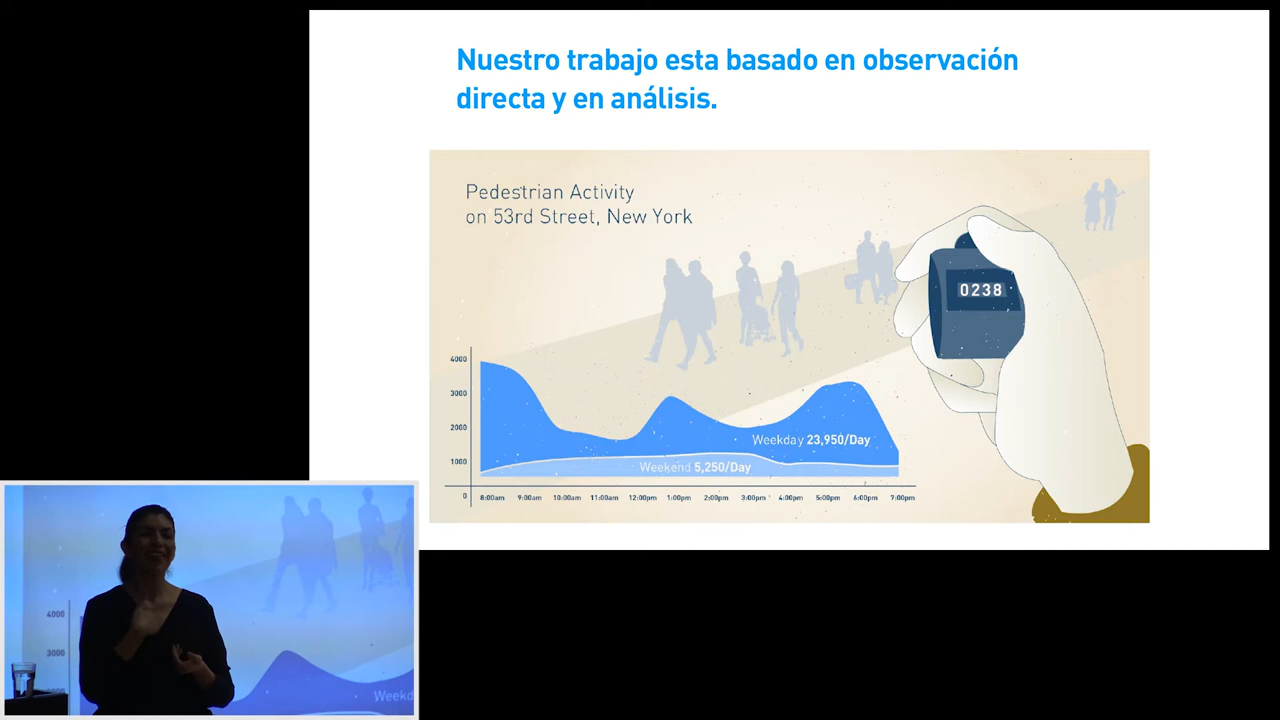 Nuestro trabajo esta basado en observación
directa y en análisis.
Pedestrian Activity
on 53rd Street, New York
0238
4000
3000
2000
1000
0
Weekday 23,950/Day
Weekend 5,250/Day
8:00am 9:00am 10:00am 11:00am 12:00pm 1:00pm 2:00pm 3:00pm 4:00pm 5:00pm 6:00pm 7:00pm
4000
3000
Weekd